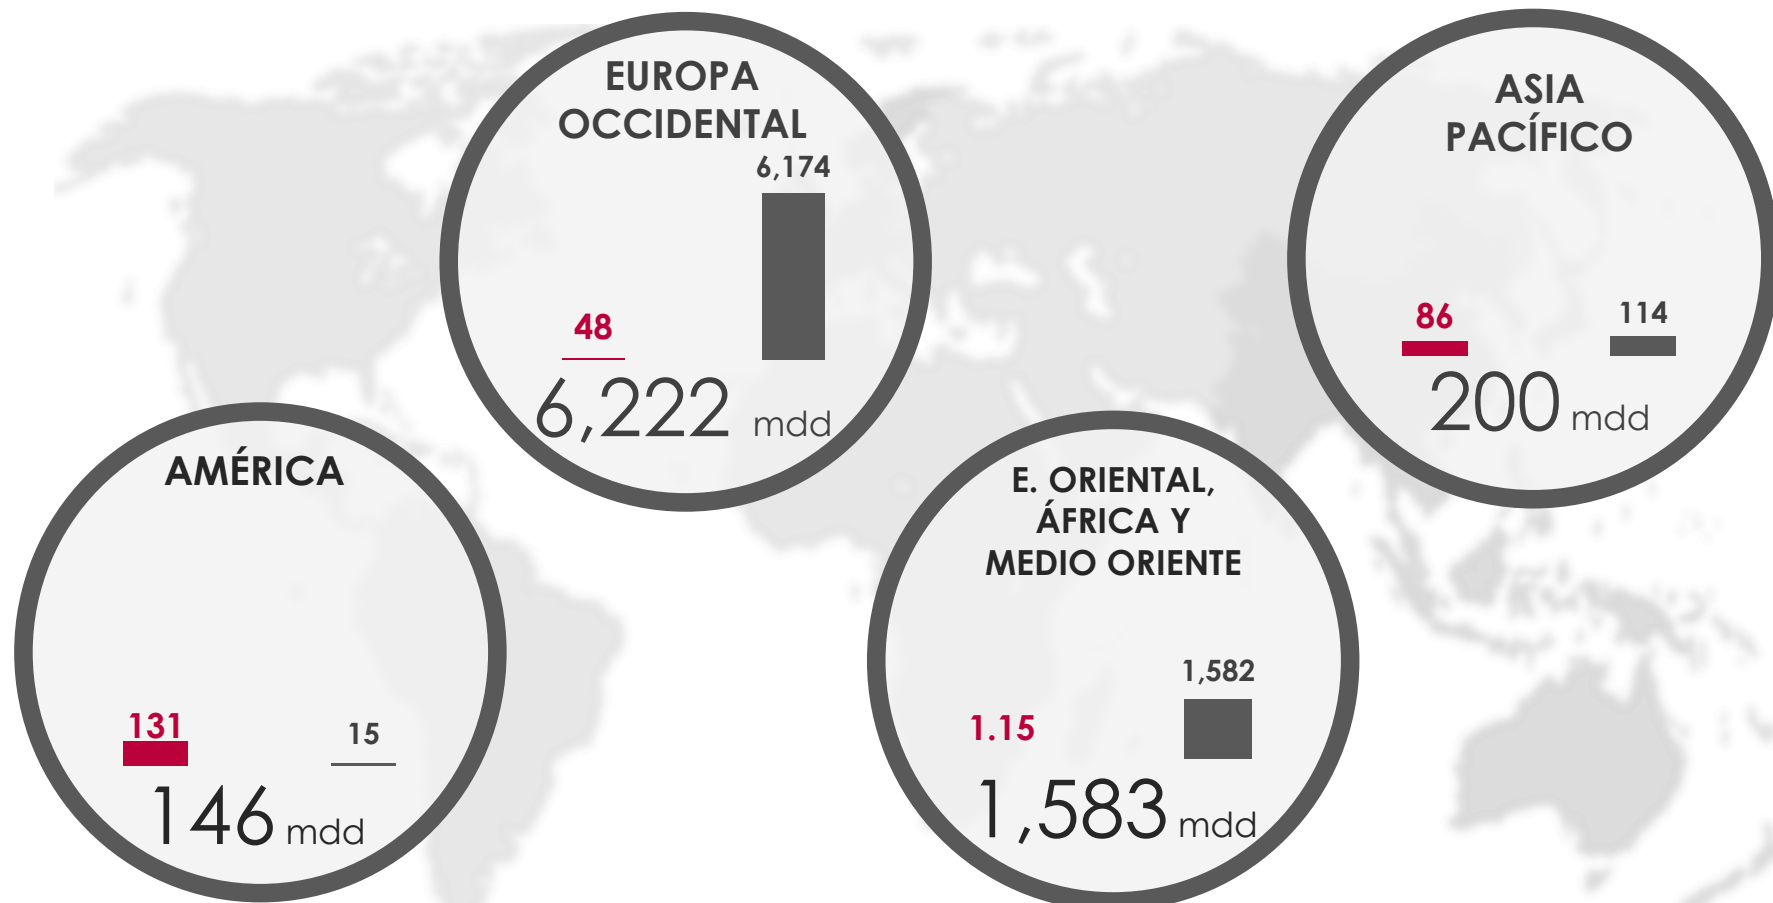 EUROPA
OCCIDENTAL
6,174
48
6,222 mdd
ASIA
PACÍFICO
86
114
200 mdd
AMÉRICA
131
15
146 mdd
E. ORIENTAL,
ÁFRICA Y
MEDIO ORIENTE
1,582
1.15
1,583 mdd